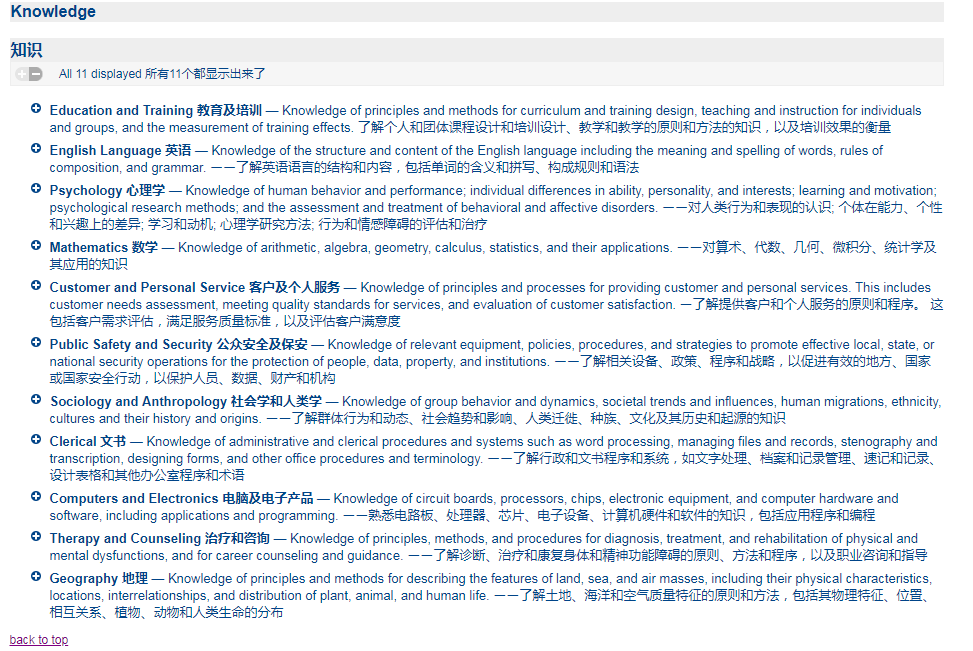 Knowledge
知识
All 11 displayed 所有11个都显示出来了
Education and Training 教育及培训 — Knowledge of principles and methods for curriculum and training design, teaching and instruction for individuals
and groups, and the measurement of training effects. 了解个人和团体课程设计和培训设计、教学和教学的原则和方法的知识，以及培训效果的衡量
English Language 英语 — Knowledge of the structure and content of the English language including the meaning and spelling of words, rules of
composition, and grammar. 一一了解英语语言的结构和内容，包括单词的含义和拼写、构成规则和语法
Psychology 心理学 — Knowledge of human behavior and performance; individual differences in ability, personality, and interests; learning and motivation;
psychological research methods; and the assessment and treatment of behavioral and affective disorders. 一一对人类行为和表现的认识; 个体在能力、个性
和兴趣上的差异; 学习和动机; 心理学研究方法; 行为和情感障碍的评估和治疗
Mathematics 数学 — Knowledge of arithmetic, algebra, geometry, calculus, statistics, and their applications. 一一对算术、代数、几何、微积分、统计学及
其应用的知识
Customer and Personal Service 客户及个人服务 — Knowledge of principles and processes for providing customer and personal services. This includes
customer needs assessment, meeting quality standards for services, and evaluation of customer satisfaction. 一了解提供客户和个人服务的原则和程序。 这
包括客户需求评估，满足服务质量标准，以及评估客户满意度
Public Safety and Security 公众安全及保安 — Knowledge of relevant equipment, policies, procedures, and strategies to promote effective local, state, or
national security operations for the protection of people, data, property, and institutions. 一一了解相关设备、政策、程序和战略，以促进有效的地方、国家
或国家安全行动，以保护人员、数据、财产和机构
Sociology and Anthropology 社会学和人类学 — Knowledge of group behavior and dynamics, societal trends and influences, human migrations, ethnicity,
cultures and their history and origins. 一一了解群体行为和动态、社会趋势和影响、人类迁徙、种族、文化及其历史和起源的知识
Clerical 文书 — Knowledge of administrative and clerical procedures and systems such as word processing, managing files and records, stenography and
transcription, designing forms, and other office procedures and terminology. 一一了解行政和文书程序和系统，如文字处理、档案和记录管理、速记和记录、
设计表格和其他办公室程序和术语
Computers and Electronics 电脑及电子产品 — Knowledge of circuit boards, processors, chips, electronic equipment, and computer hardware and
software, including applications and programming. 一一熟悉电路板、处理器、芯片、电子设备、计算机硬件和软件的知识，包括应用程序和编程
Therapy and Counseling 治疗和咨询 — Knowledge of principles, methods, and procedures for diagnosis, treatment, and rehabilitation of physical and
mental dysfunctions, and for career counseling and guidance. 一一了解诊断、治疗和康复身体和精神功能障碍的原则、方法和程序，以及职业咨询和指导
Geography 地理 — Knowledge of principles and methods for describing the features of land, sea, and air masses, including their physical characteristics,
locations, interrelationships, and distribution of plant, animal, and human life. 一一了解土地、海洋和空气质量特征的原则和方法，包括其物理特征、位置、
相互关系、植物、动物和人类生命的分布
back to top